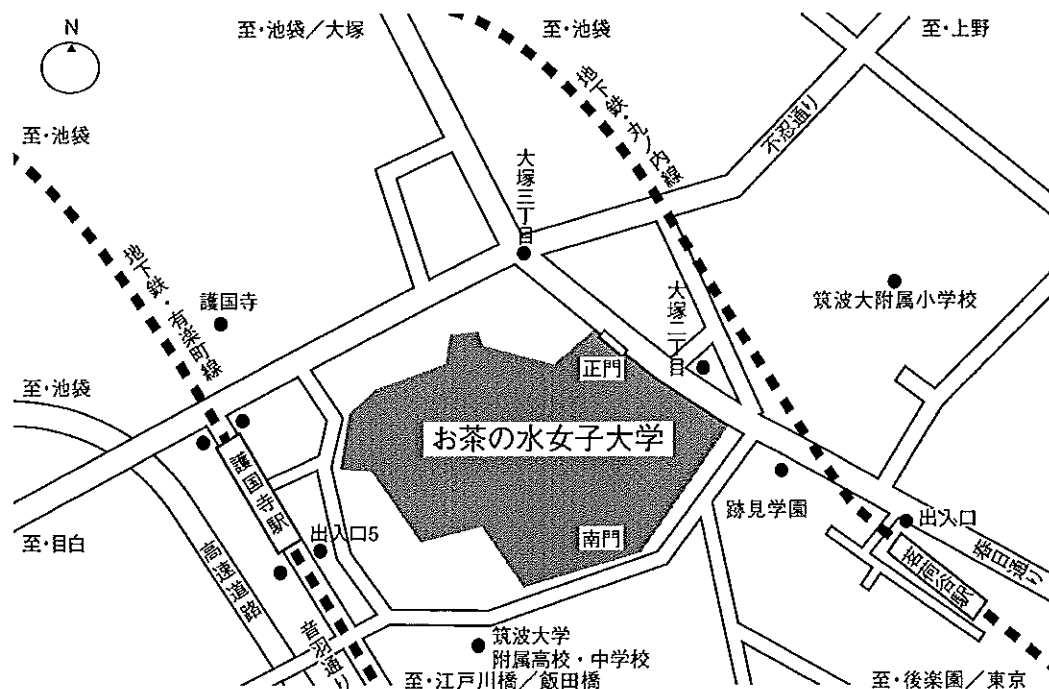 N
至・池袋／大塚
至・池袋
至・上野
至・池袋
地下鉄・丸ノ内線
不忍通り
大塚三丁目
地下鉄・有楽町線
護国寺
筑波大附属小学校
大塚二丁目
正門
至・池袋
お茶の水女子大学
護国寺駅
跡見学園
出入口
出入口5
南門
至・目白
高速道路
茗荷谷駅
春日通り
音羽通り
筑波大学
附属高校・中学校
至・江戸川橋／飯田橋
至・後楽園／東京